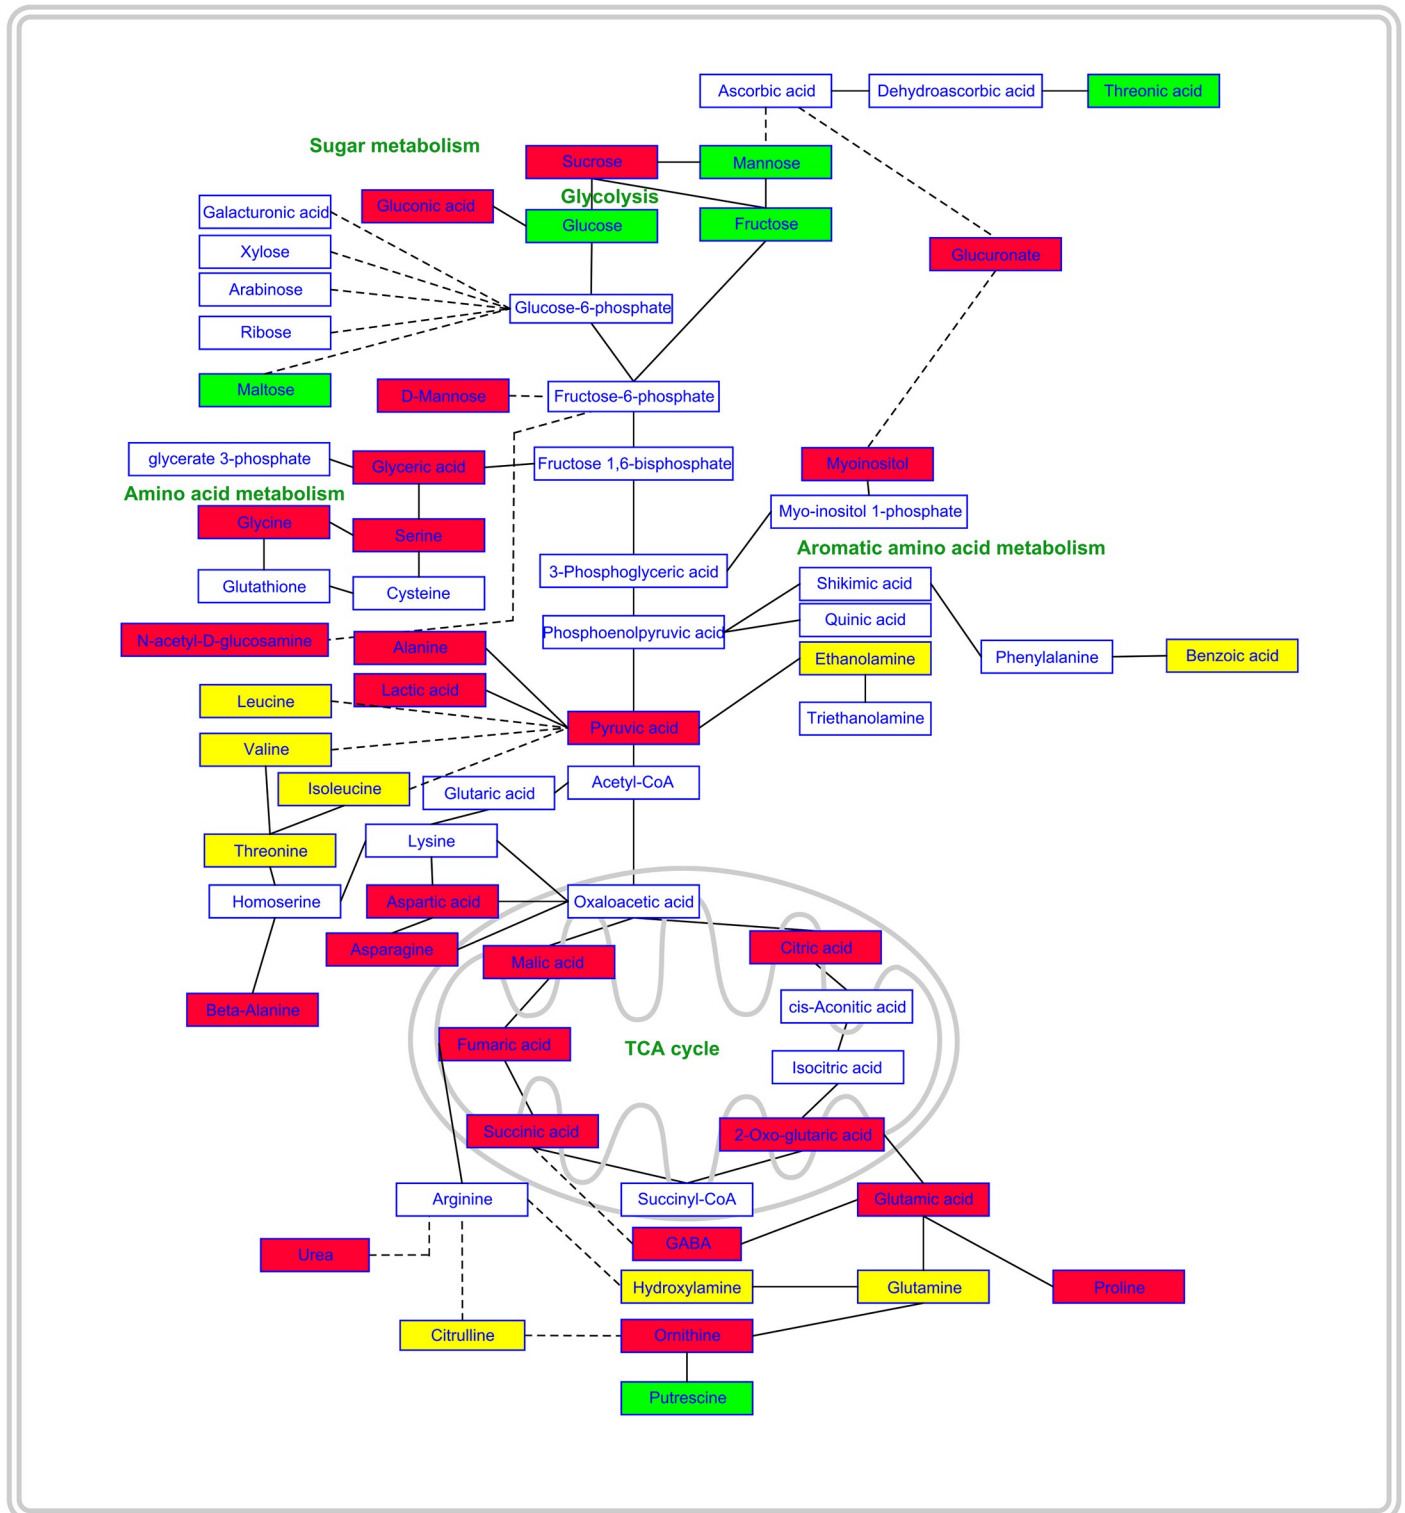 Ascorbic acid
Dehydroascorbic acid
Threonic acid
Sugar metabolism
Sucrose
Mannose
Glycolysis
Galacturonic acid
Gluconic acid
Glucose
Fructose
Xylose
Glucuronate
Arabinose
Glucose-6-phosphate
Ribose
Maltose
D-Mannose
Fructose-6-phosphate
glycerate 3-phosphate
Glyceric acid
Fructose 1,6-bisphosphate
Myoinositol
Amino acid metabolism
Myo-inositol 1-phosphate
Glycine
Serine
Aromatic amino acid metabolism
3-Phosphoglyceric acid
Shikimic acid
Glutathione
Cysteine
Quinic acid
N-acetyl-D-glucosamine
Alanine
Phosphoenolpyruvic acid
Ethanolamine
Phenylalanine
Benzoic acid
Leucine
Lactic acid
Triethanolamine
Pyruvic acid
Valine
Isoleucine
Glutaric acid
Acetyl-CoA
Threonine
Lysine
Homoserine
Aspartic acid
Oxaloacetic acid
Asparagine
Malic acid
Citric acid
Beta-Alanine
cis-Aconitic acid
Fumaric acid
TCA cycle
Isocitric acid
Succinic acid
2-Oxo-glutaric acid
Arginine
Succinyl-CoA
Glutamic acid
Urea
GABA
Hydroxylamine
Glutamine
Proline
Citrulline
Ornithine
Putrescine